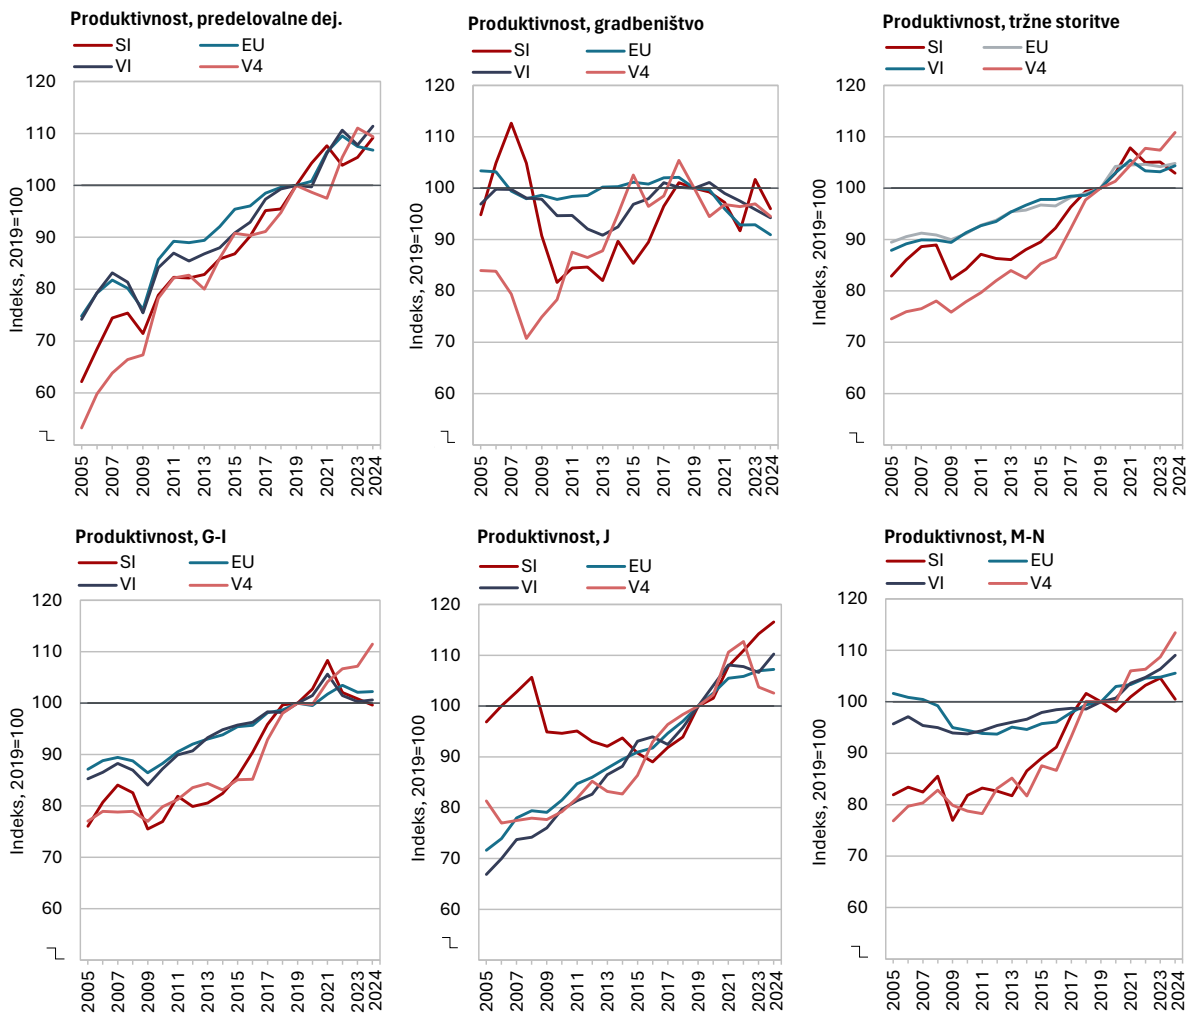 Produktivnost, predelovalne dej.
SI EU
VI V4
Indeks, 2019=100
120
110
100
90
80
70
60
2005 2007 2009 2011 2013 2015 2017 2019 2021 2023 2024
Produktivnost, gradbeništvo
SI EU
VI V4
Indeks, 2019=100
120
110
100
90
80
70
60
2005 2007 2009 2011 2013 2015 2017 2019 2021 2023 2024
Produktivnost, tržne storitve
SI EU
VI V4
Indeks, 2019=100
120
110
100
90
80
70
60
2005 2007 2009 2011 2013 2015 2017 2019 2021 2023 2024
Produktivnost, G-I
SI EU
VI V4
Indeks, 2019=100
120
110
100
90
80
70
60
2005 2007 2009 2011 2013 2015 2017 2019 2021 2023 2024
Produktivnost, J
SI EU
VI V4
Indeks, 2019=100
120
110
100
90
80
70
60
2005 2007 2009 2011 2013 2015 2017 2019 2021 2023 2024
Produktivnost, M-N
SI EU
VI V4
Indeks, 2019=100
120
110
100
90
80
70
60
2005 2007 2009 2011 2013 2015 2017 2019 2021 2023 2024